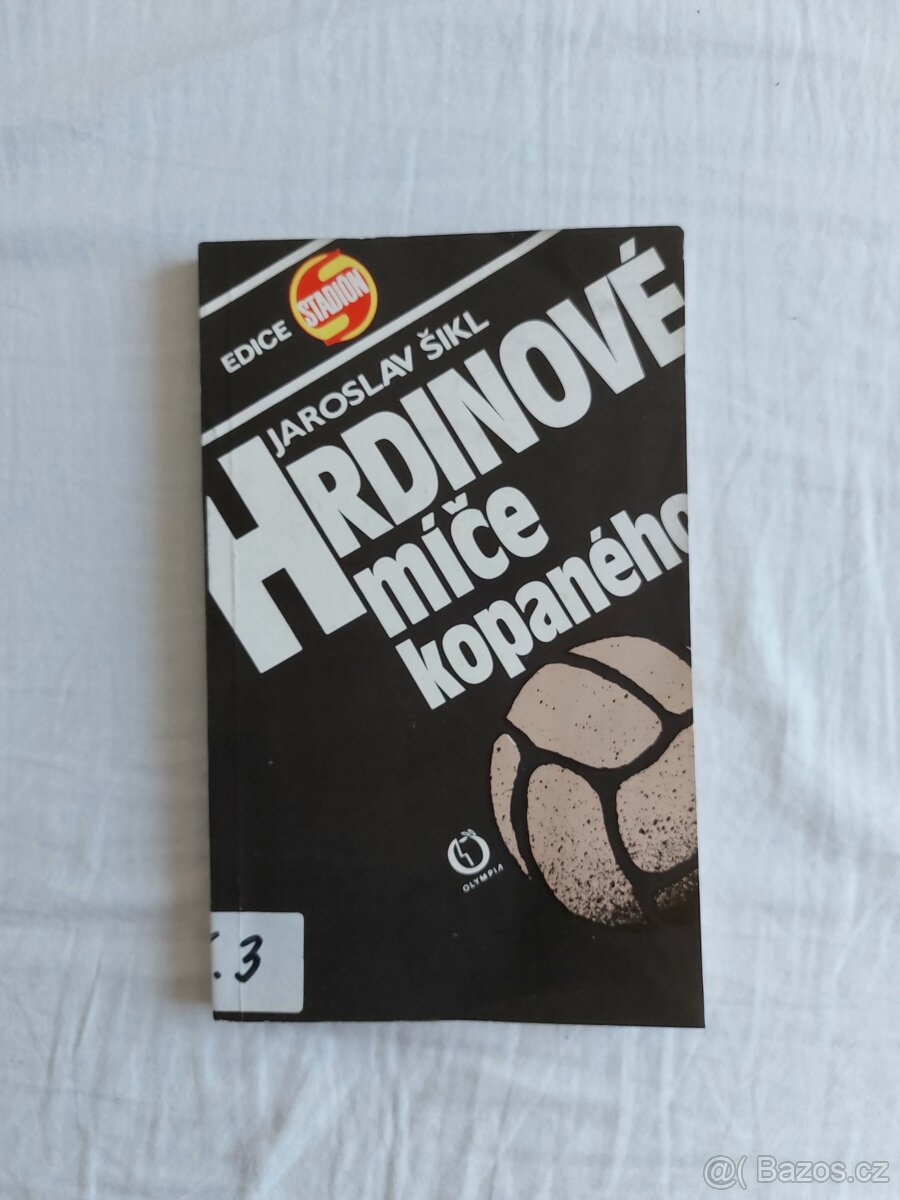 EDICE STADION
JAROSLAV ŠIKL
HRDINOVÉ
míče
kopaného
OLYMPIA
. 3
@( Bazos.cz